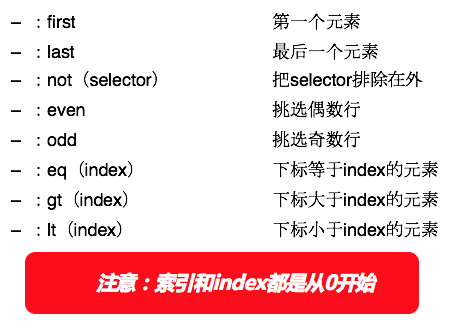 – ：first 第一个元素
– ：last 最后一个元素
– ：not（selector） 把selector排除在外
– ：even 挑选偶数行
– ：odd 挑选奇数行
– ：eq（index） 下标等于index的元素
– ：gt（index） 下标大于index的元素
– ：lt（index） 下标小于index的元素
注意：索引和index都是从0开始